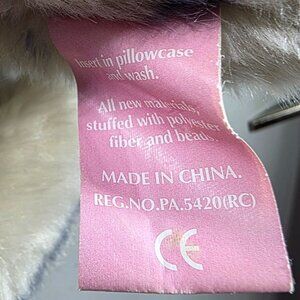 Insert in pillowcase
and wash.
All new materials,
stuffed with polyester
fiber and beads.
MADE IN CHINA.
REG.NO.PA.5420(RC)
CE